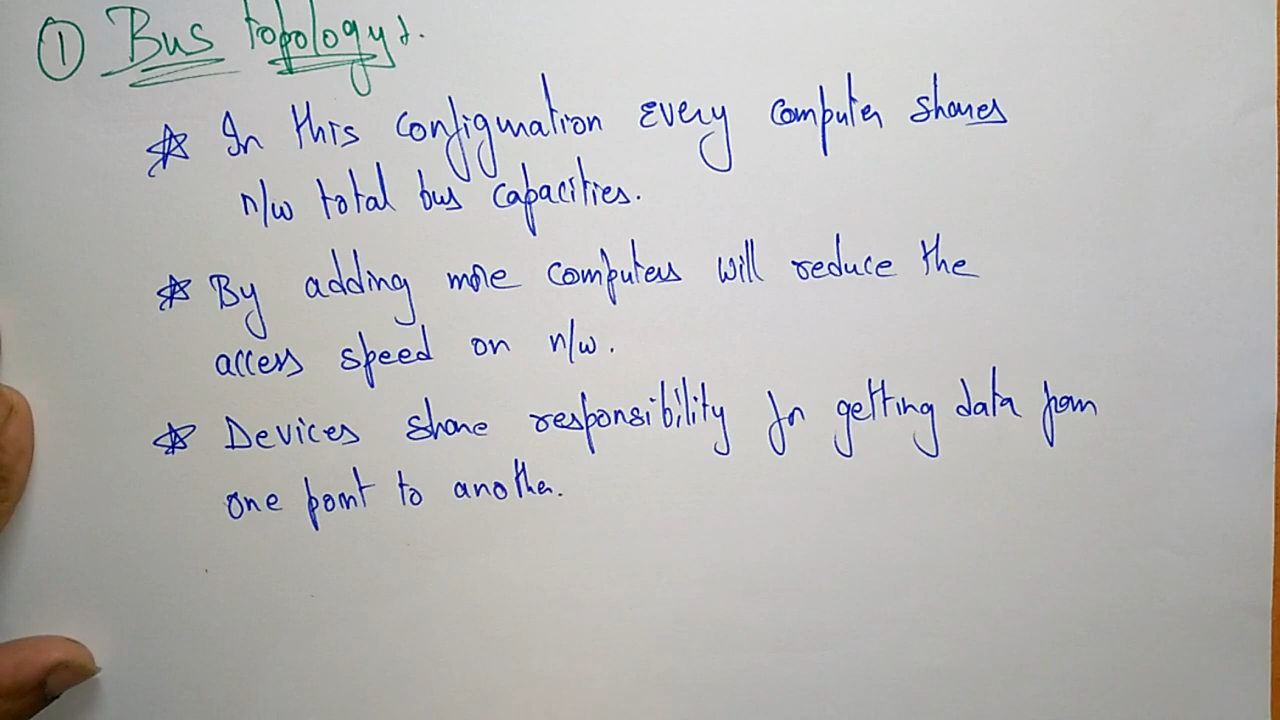 ① Bus topology :.
☆ In this configuration every computer shares
n/w total bus capacities.
☆ By adding more computers will reduce the
access speed on n/w.
☆ Devices share responsibility for getting data from
one point to another.